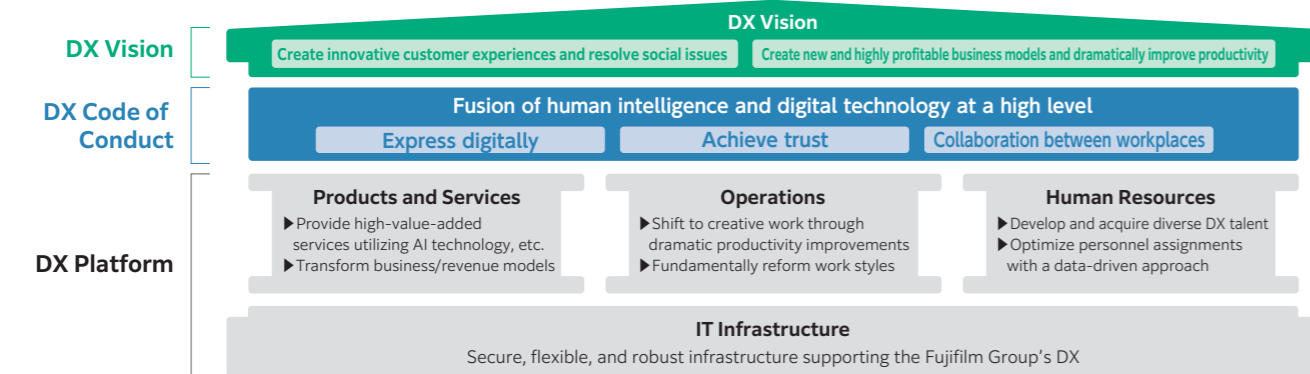 DX Vision
DX Vision
Create innovative customer experiences and resolve social issues
Create new and highly profitable business models and dramatically improve productivity
DX Code of
Conduct
Fusion of human intelligence and digital technology at a high level
Express digitally
Achieve trust
Collaboration between workplaces
DX Platform
Products and Services
▶Provide high-value-added
services utilizing AI technology, etc.
▶Transform business/revenue models
Operations
▶Shift to creative work through
dramatic productivity improvements
▶Fundamentally reform work styles
Human Resources
▶Develop and acquire diverse DX talent
▶Optimize personnel assignments
with a data-driven approach
IT Infrastructure
Secure, flexible, and robust infrastructure supporting the Fujifilm Group's DX